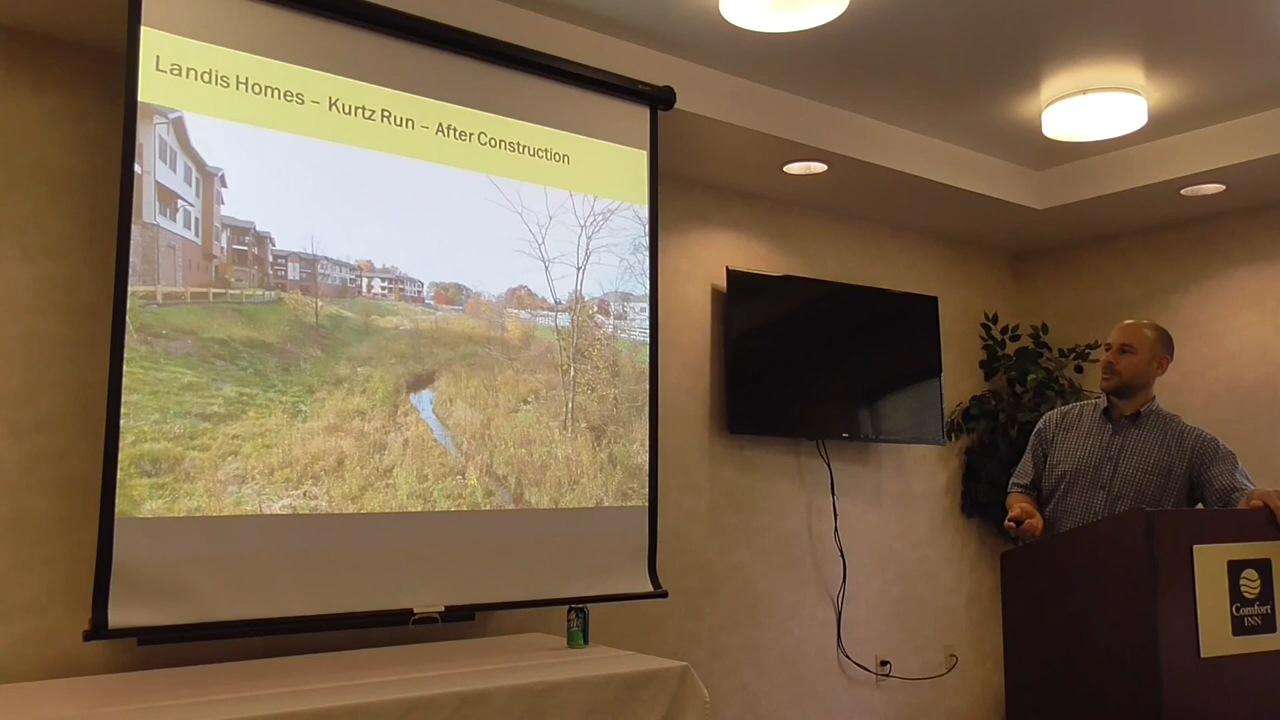 Landis Homes – Kurtz Run – After Construction
Comfort
INN